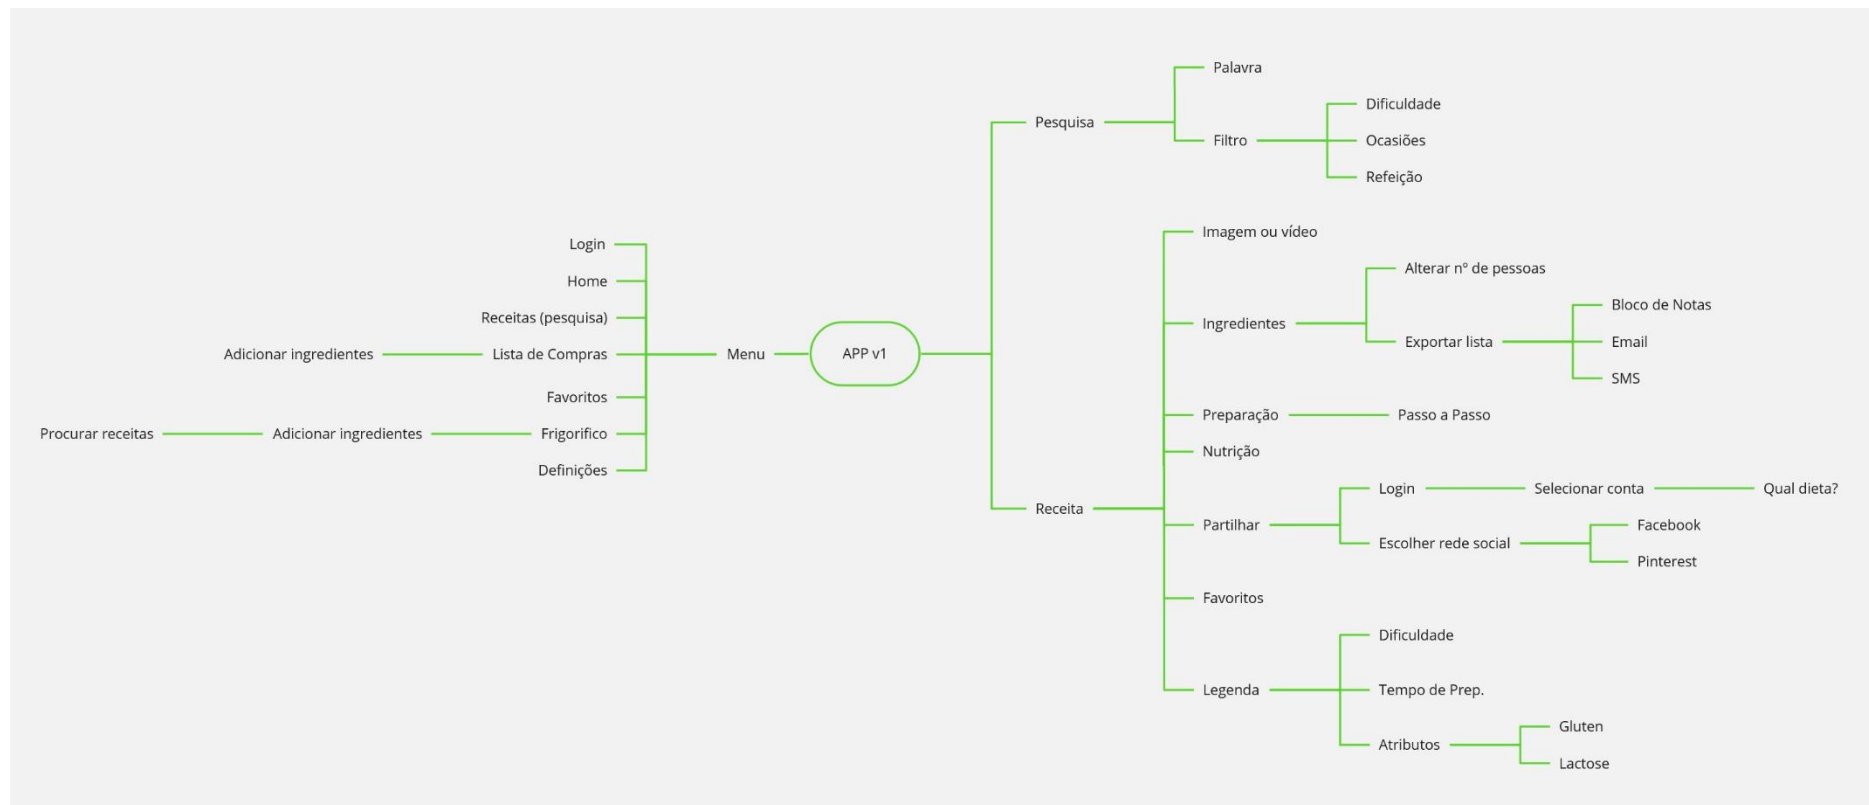 APP v1
Menu
Login
Home
Receitas (pesquisa)
Lista de Compras
Adicionar ingredientes
Favoritos
Frigorifico
Adicionar ingredientes
Procurar receitas
Definições
Pesquisa
Palavra
Filtro
Dificuldade
Ocasiões
Refeição
Receita
Imagem ou vídeo
Ingredientes
Alterar nº de pessoas
Exportar lista
Bloco de Notas
Email
SMS
Preparação
Passo a Passo
Nutrição
Partilhar
Login
Selecionar conta
Qual dieta?
Escolher rede social
Facebook
Pinterest
Favoritos
Legenda
Dificuldade
Tempo de Prep.
Atributos
Gluten
Lactose